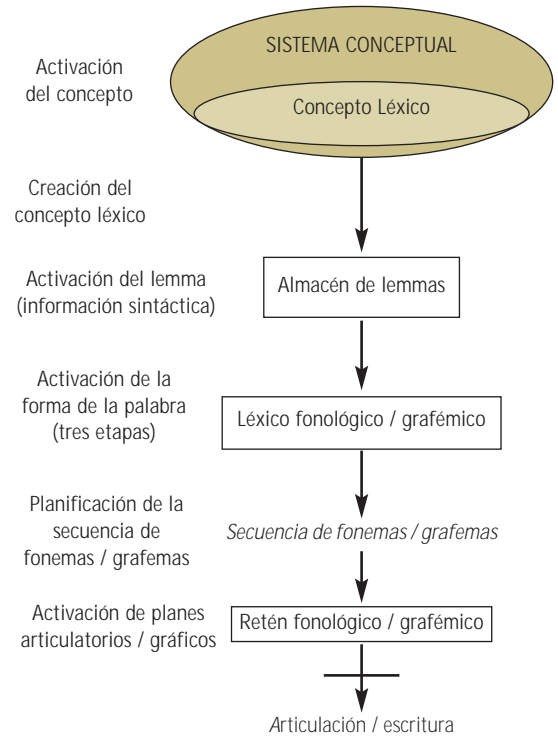 SISTEMA CONCEPTUAL
Activación
del concepto
Concepto Léxico
Creación del
concepto léxico
Activación del lemma
(información sintáctica)
Almacén de lemmas
Activación de la
forma de la palabra
(tres etapas)
Léxico fonológico / grafémico
Planificación de la
secuencia de
fonemas / grafemas
Secuencia de fonemas / grafemas
Activación de planes
articulatorios / gráficos
Retén fonológico / grafémico
Articulación / escritura